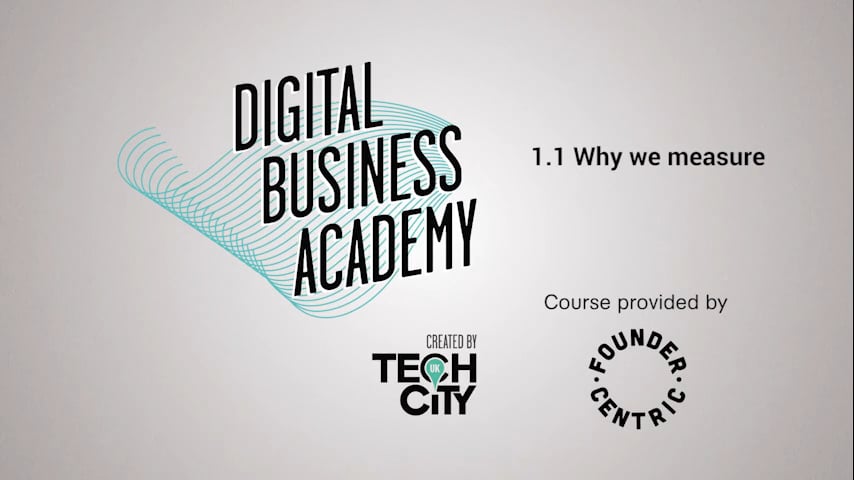 DIGITAL
BUSINESS
ACADEMY
1.1 Why we measure
Course provided by
FOUNDER
CENTRIC
CREATED BY
TECH
UK
CITY